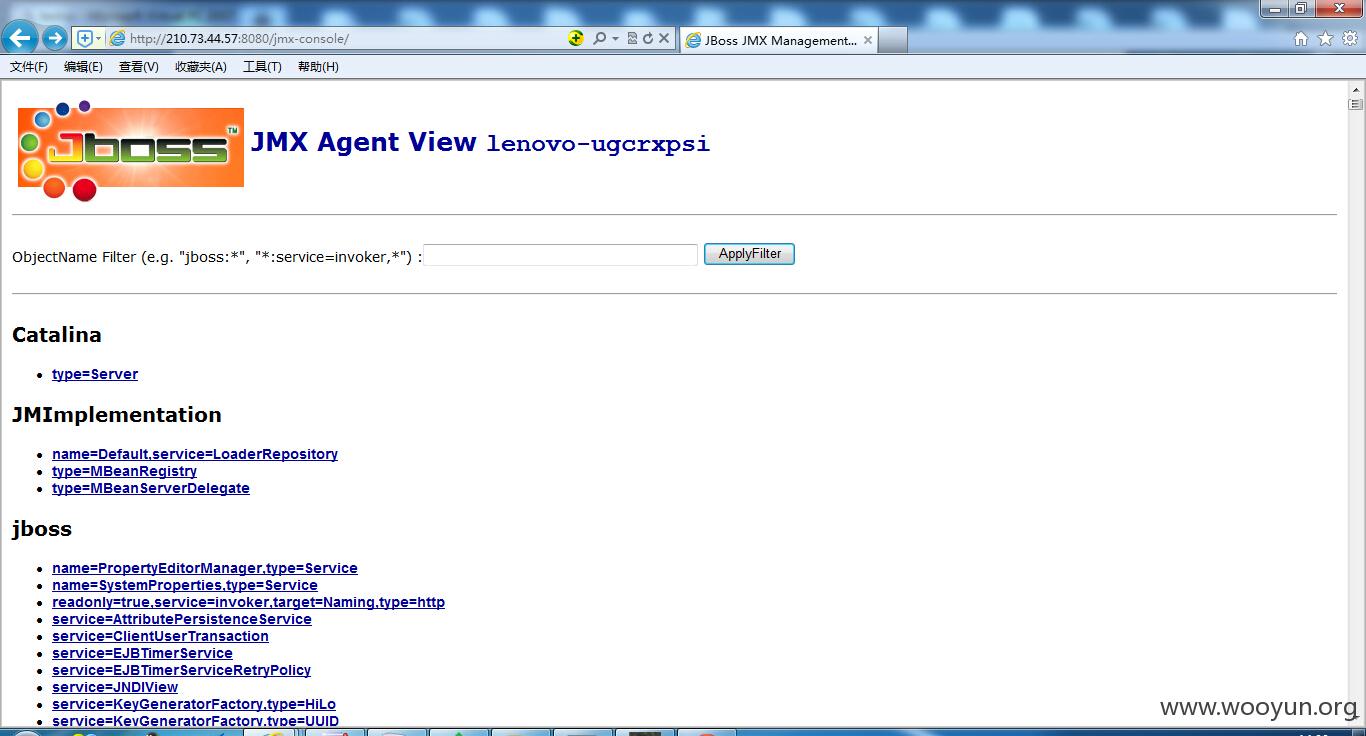 http://210.73.44.57:8080/jmx-console/
JBoss JMX Management...
文件(F) 编辑(E) 查看(V) 收藏夹(A) 工具(T) 帮助(H)
Jboss TM
JMX Agent View lenovo-ugcrxpsi
ObjectName Filter (e.g. "jboss:*", "*:service=invoker,*") : ApplyFilter
Catalina
type=Server
JMImplementation
name=Default,service=LoaderRepository
type=MBeanRegistry
type=MBeanServerDelegate
jboss
name=PropertyEditorManager,type=Service
name=SystemProperties,type=Service
readonly=true,service=invoker,target=Naming,type=http
service=AttributePersistenceService
service=ClientUserTransaction
service=EJBTimerService
service=EJBTimerServiceRetryPolicy
service=JNDIView
service=KeyGeneratorFactory,type=HiLo
service=KeyGeneratorFactory,type=UUID
www.wooyun.org